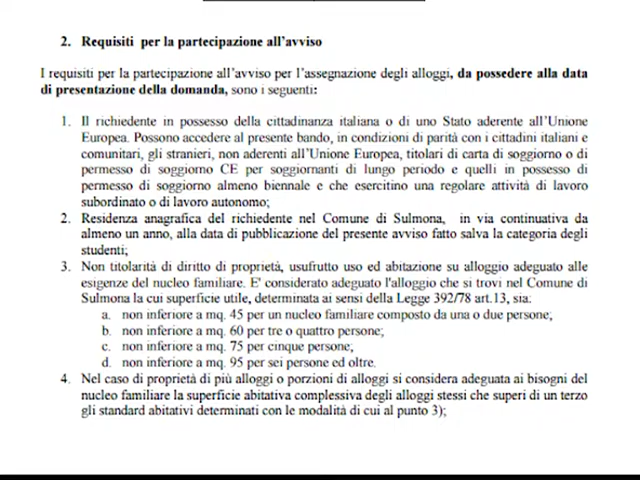 2. Requisiti per la partecipazione all'avviso
I requisiti per la partecipazione all'avviso per l'assegnazione degli alloggi, da possedere alla data
di presentazione della domanda, sono i seguenti:
1. Il richiedente in possesso della cittadinanza italiana o di uno Stato aderente all'Unione
Europea. Possono accedere al presente bando, in condizioni di parità con i cittadini italiani e
comunitari, gli stranieri, non aderenti all'Unione Europea, titolari di carta di soggiorno o di
permesso di soggiorno CE per soggiornanti di lungo periodo e quelli in possesso di
permesso di soggiorno almeno biennale e che esercitino una regolare attività di lavoro
subordinato o di lavoro autonomo;
2. Residenza anagrafica del richiedente nel Comune di Sulmona, in via continuativa da
almeno un anno, alla data di pubblicazione del presente avviso fatto salva la categoria degli
studenti;
3. Non titolarità di diritto di proprietà, usufrutto uso ed abitazione su alloggio adeguato alle
esigenze del nucleo familiare. E' considerato adeguato l'alloggio che si trovi nel Comune di
Sulmona la cui superficie utile, determinata ai sensi della Legge 392/78 art.13, sia:
a. non inferiore a mq. 45 per un nucleo familiare composto da una o due persone;
b. non inferiore a mq. 60 per tre o quattro persone;
c. non inferiore a mq. 75 per cinque persone;
d. non inferiore a mq. 95 per sei persone ed oltre.
4. Nel caso di proprietà di più alloggi o porzioni di alloggi si considera adeguata ai bisogni del
nucleo familiare la superficie abitativa complessiva degli alloggi stessi che superi di un terzo
gli standard abitativi determinati con le modalità di cui al punto 3);